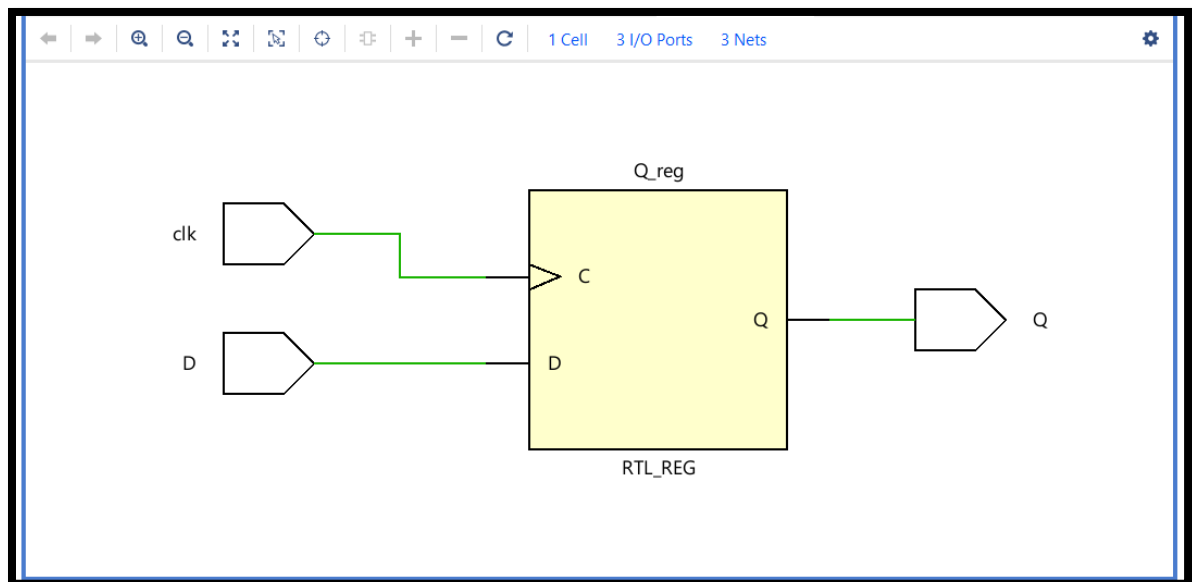 1 Cell 3 I/O Ports 3 Nets
Q_reg
clk
C
Q Q
D D
RTL_REG